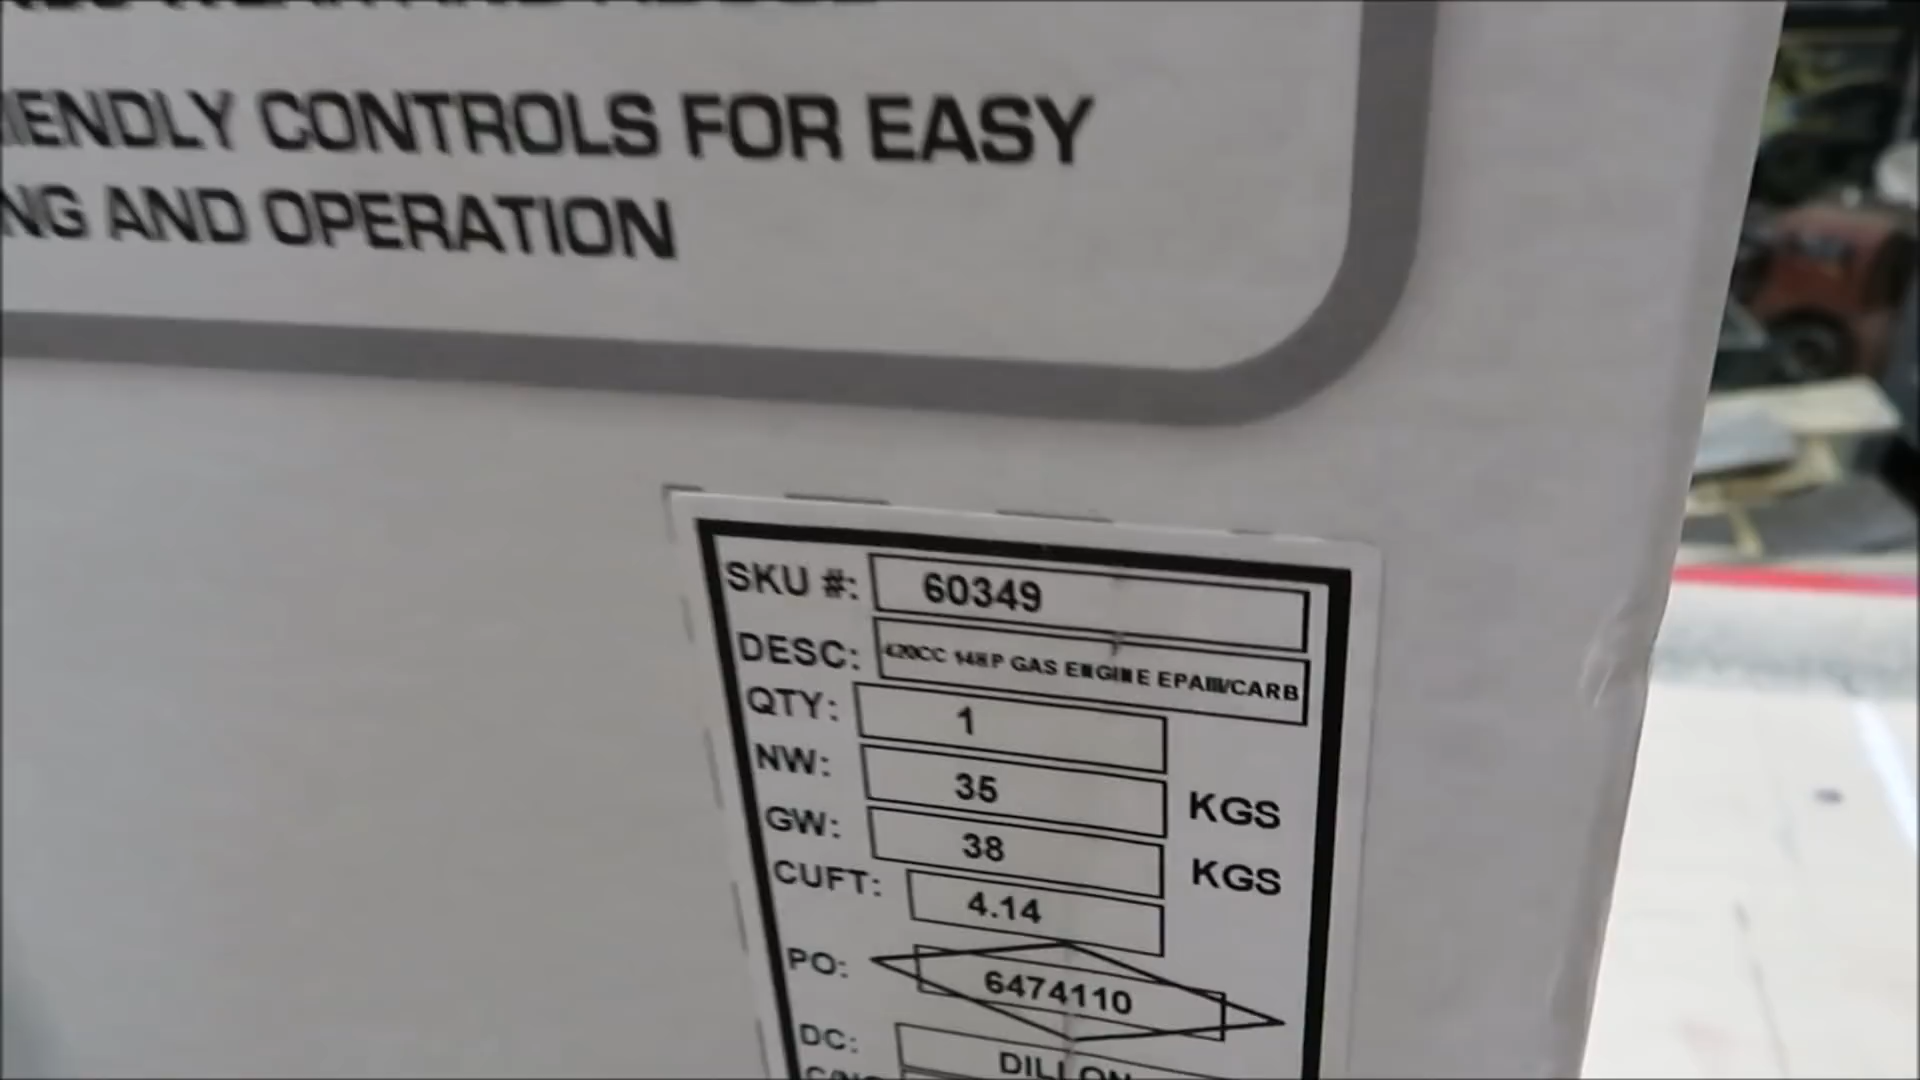 IENDLY CONTROLS FOR EASY
NG AND OPERATION
SKU #: 60349
DESC: 420CC 14HP GAS ENGINE EPAIII/CARB
QTY: 1
NW: 35 KGS
GW: 38 KGS
CUFT: 4.14
PO: 6474110
DC: DILLON